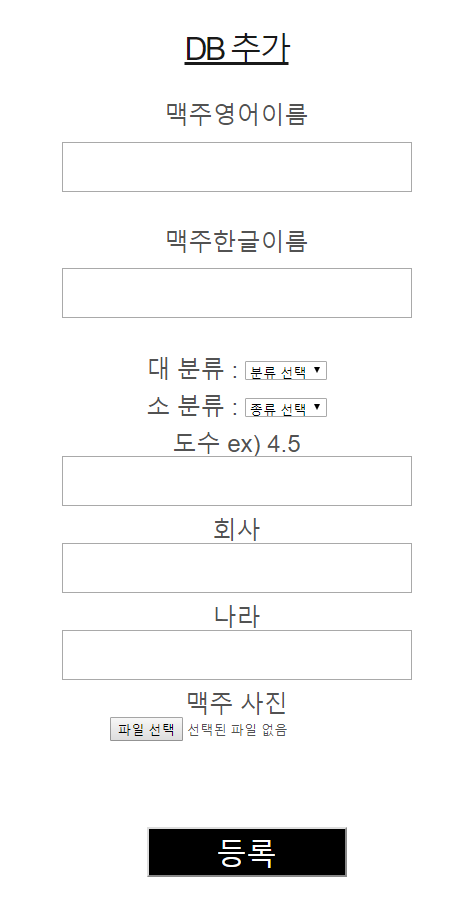 DB 추가
맥주영어이름
맥주한글이름
대 분류 : 분류 선택
소 분류 : 종류 선택
도수 ex) 4.5
회사
나라
맥주 사진
파일 선택 선택된 파일 없음
등록